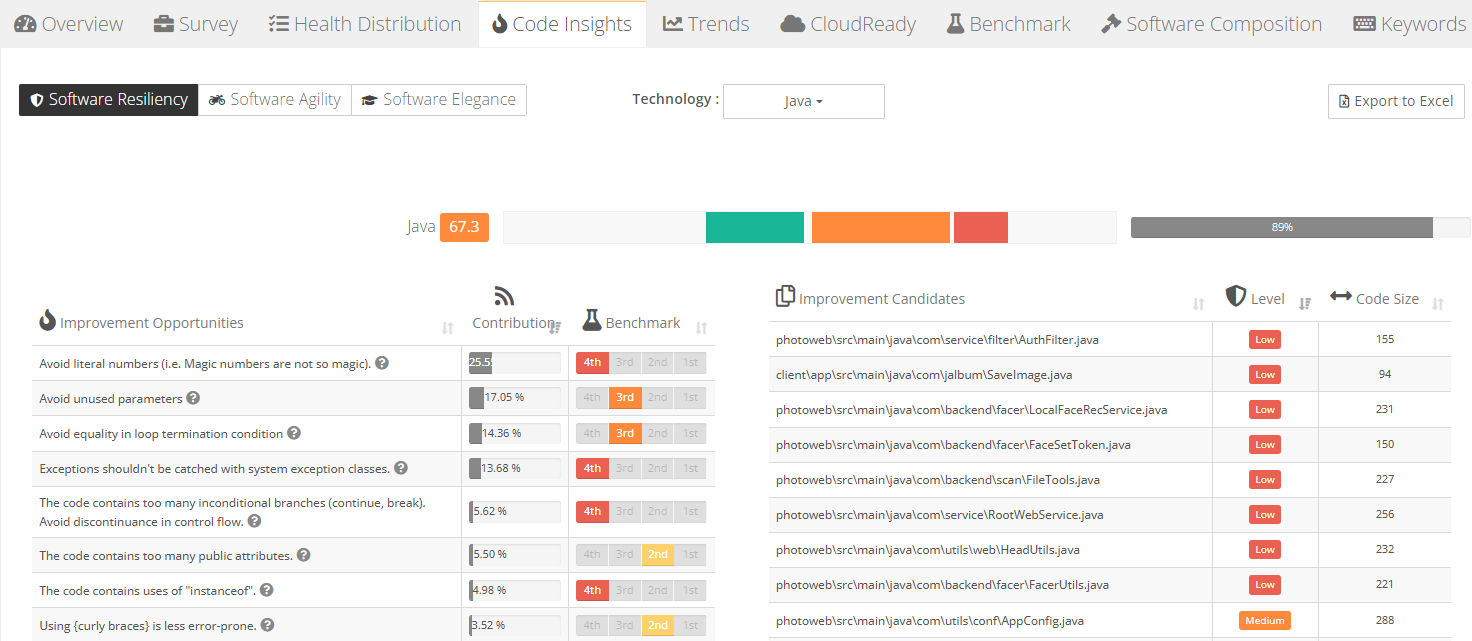 Overview Survey Health Distribution Code Insights Trends CloudReady Benchmark Software Composition Keywords
Software Resiliency Software Agility Software Elegance Technology : Java Export to Excel
Java 67.3 89%
Improvement Opportunities Contribution Benchmark
Avoid literal numbers (i.e. Magic numbers are not so magic). 25.5 4th 3rd 2nd 1st
Avoid unused parameters 17.05 % 4th 3rd 2nd 1st
Avoid equality in loop termination condition 14.36 % 4th 3rd 2nd 1st
Exceptions shouldn't be catched with system exception classes. 13.68 % 4th 3rd 2nd 1st
The code contains too many inconditional branches (continue, break).
Avoid discontinuance in control flow. 5.62 % 4th 3rd 2nd 1st
The code contains too many public attributes. 5.50 % 4th 3rd 2nd 1st
The code contains uses of "instanceof". 4.98 % 4th 3rd 2nd 1st
Using {curly braces} is less error-prone. 3.52 % 4th 3rd 2nd 1st
Improvement Candidates Level Code Size
photoweb\src\main\java\com\service\filter\AuthFilter.java Low 155
client\app\src\main\java\com\jalbum\SaveImage.java Low 94
photoweb\src\main\java\com\backend\facer\LocalFaceRecService.java Low 231
photoweb\src\main\java\com\backend\facer\FaceSetToken.java Low 150
photoweb\src\main\java\com\backend\scan\FileTools.java Low 227
photoweb\src\main\java\com\service\RootWebService.java Low 256
photoweb\src\main\java\com\utils\web\HeadUtils.java Low 232
photoweb\src\main\java\com\backend\facer\FacerUtils.java Low 221
photoweb\src\main\java\com\utils\conf\AppConfig.java Medium 288